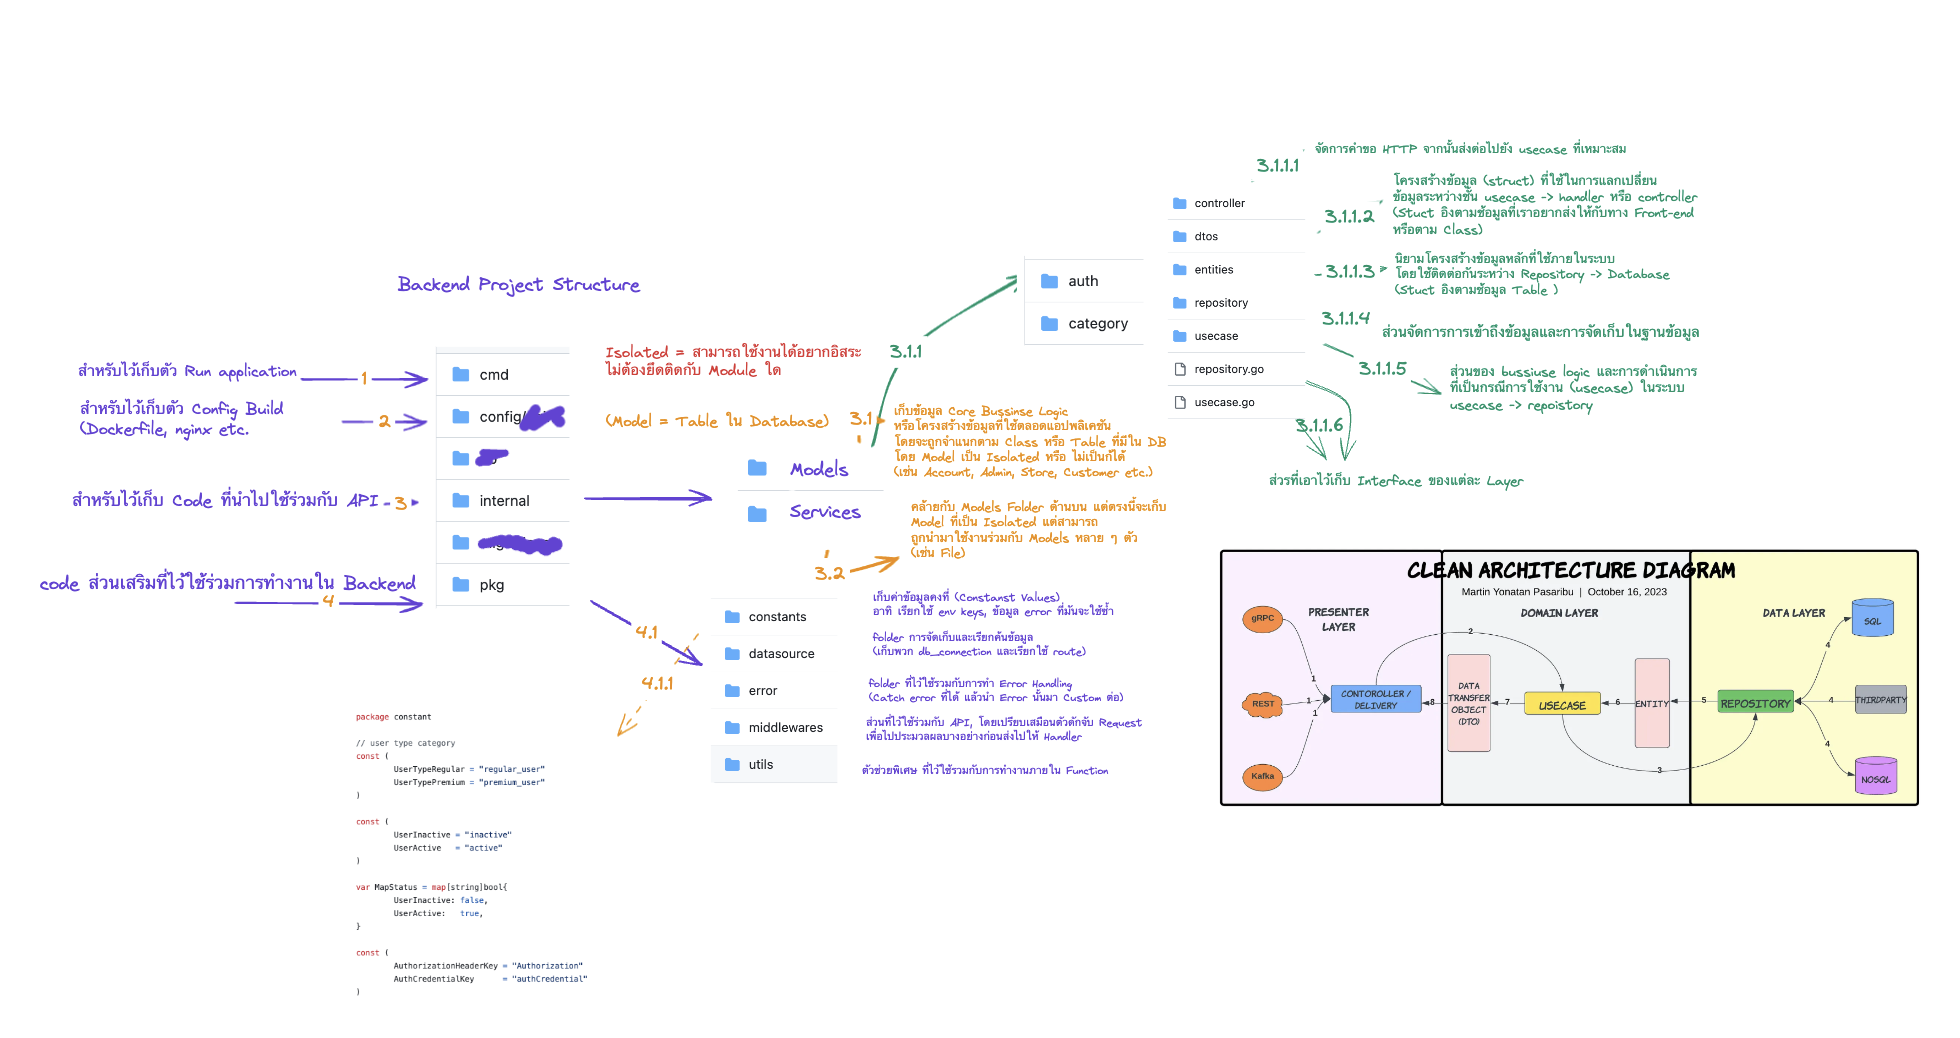 Backend Project Structure
สำหรับไว้เก็บตัว Run application
1
cmd
สำหรับไว้เก็บตัว Config Build
(Dockerfile, nginx etc.
2
config/
สำหรับไว้เก็บ Code ที่นำไปใช้ร่วมกับ API
3
internal
code ส่วนเสริมที่ไว้ใช้ร่วมการทำงานใน Backend
4
pkg
Isolated = สามารถใช้งานได้อยากอิสระ
ไม่ต้องยึดติดกับ Module ใด
(Model = Table ใน Database)
3.1
Models
Services
เก็บข้อมูล Core Bussinse Logic
หรือโครงสร้างข้อมูลที่ใช้ตลอดแอปพลิเคชัน
โดยจะถูกจำแนกตาม Class หรือ Table ที่มีใน DB
โดย Model เป็น Isolated หรือ ไม่เป็นก็ได้
(เช่น Account, Admin, Store, Customer etc.)
3.2
คล้ายกับ Models Folder ด้านบน แต่ตรงนี้จะเก็บ
Model ที่เป็น Isolated แต่สามารถ
ถูกนำมาใช้งานร่วมกับ Models หลาย ๆ ตัว
(เช่น File)
3.1.1
auth
category
controller
dtos
entities
repository
usecase
repository.go
usecase.go
3.1.1.1
จัดการคำขอ HTTP จากนั้นส่งต่อไปยัง usecase ที่เหมาะสม
3.1.1.2
โครงสร้างข้อมูล (struct) ที่ใช้ในการแลกเปลี่ยน
ข้อมูลระหว่างชั้น usecase -> handler หรือ controller
(Stuct อิงตามข้อมูลที่เราอยากส่งให้กับทาง Front-end
หรือตาม Class)
3.1.1.3
นิยามโครงสร้างข้อมูลหลักที่ใช้ภายในระบบ
โดยใช้ติดต่อกันระหว่าง Repository -> Database
(Stuct อิงตามข้อมูล Table )
3.1.1.4
ส่วนจัดการการเข้าถึงข้อมูลและการจัดเก็บในฐานข้อมูล
3.1.1.5
ส่วนของ bussiuse logic และการดำเนินการ
ที่เป็นกรณีการใช้งาน (usecase) ในระบบ
usecase -> repoistory
3.1.1.6
ส่วรที่เอาไว้เก็บ Interface ของแต่ละ Layer
4.1
constants
datasource
error
middlewares
utils
เก็บค่าข้อมูลคงที่ (Constanst Values)
อาทิ เรียกใช้ env keys, ข้อมูล error ที่มันจะใช้ซ้ำ
folder การจัดเก็บและเรียกค้นข้อมูล
(เก็บพวก db_connection และเรียกใช้ route)
folder ที่ไว้ใช้รวมกับการทำ Error Handling
(Catch error ที่ได้ แล้วนำ Error นั้นมา Custom ต่อ)
ส่วนที่ไว้ใช้ร่วมกับ API, โดยเปรียบเสมือนตัวดักจับ Request
เพื่อไปประมวลผลบางอย่างก่อนส่งไปให้ Handler
ตัวช่วยพิเศษ ที่ไว้ใช้รวมกับการทำงานภายใน Function
4.1.1
package constant
// user type category
const (
UserTypeRegular = "regular_user"
UserTypePremium = "premium_user"
)
const (
UserInactive = "inactive"
UserActive = "active"
)
var MapStatus = map[string]bool{
UserInactive: false,
UserActive: true,
}
const (
AuthorizationHeaderKey = "Authorization"
AuthCredentialKey = "authCredential"
)
CLEAN ARCHITECTURE DIAGRAM
Martin Yonatan Pasaribu | October 16, 2023
PRESENTER
LAYER
DOMAIN LAYER
DATA LAYER
gRPC
REST
Kafka
1
1
1
CONTOROLLER /
DELIVERY
2
8
DATA
TRANSFER
OBJECT
(DTO)
7
USECASE
6
ENTITY
3
5
REPOSITORY
4
4
4
SQL
THIRDPARTY
NOSQL